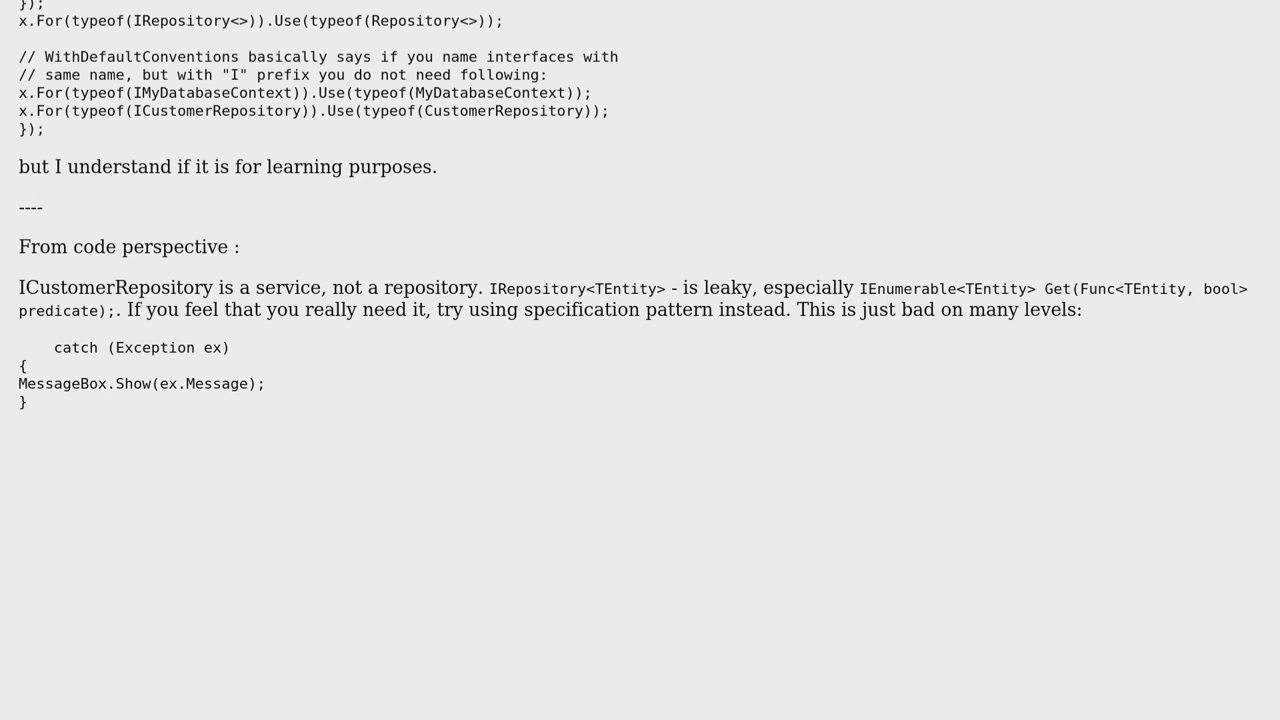 });
x.For(typeof(IRepository<>)).Use(typeof(Repository<>));
// WithDefaultConventions basically says if you name interfaces with
// same name, but with "I" prefix you do not need following:
x.For(typeof(IMyDatabaseContext)).Use(typeof(MyDatabaseContext));
x.For(typeof(ICustomerRepository)).Use(typeof(CustomerRepository));
});
but I understand if it is for learning purposes.
----
From code perspective :
ICustomerRepository is a service, not a repository. IRepository<TEntity> - is leaky, especially IEnumerable<TEntity> Get(Func<TEntity, bool>
predicate);. If you feel that you really need it, try using specification pattern instead. This is just bad on many levels:
    catch (Exception ex)
{
MessageBox.Show(ex.Message);
}